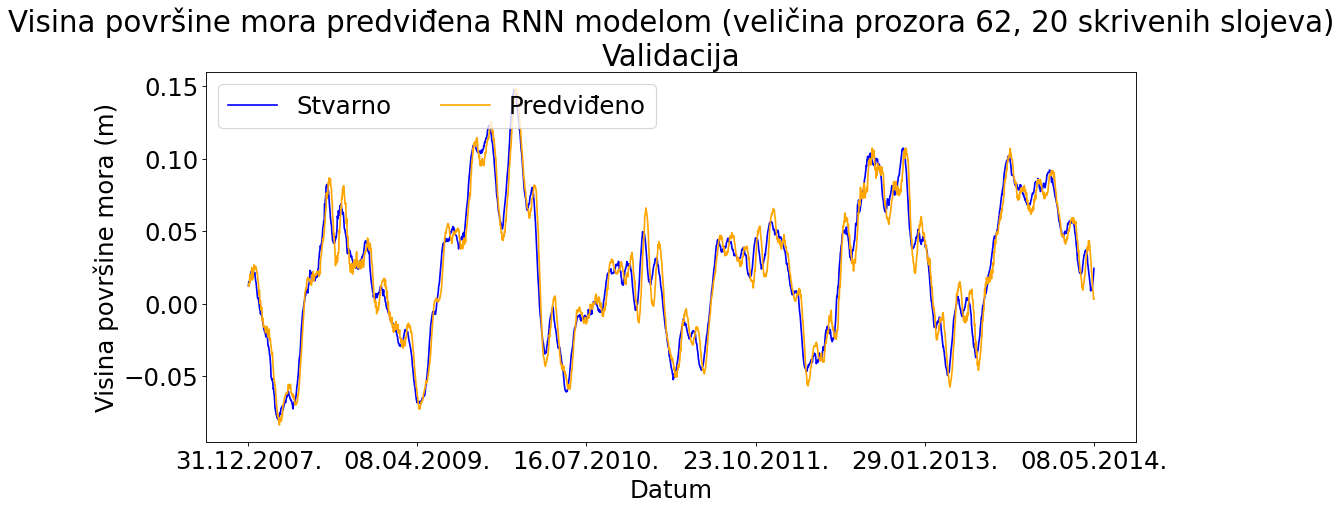 Visina površine mora predviđena RNN modelom (veličina prozora 62, 20 skrivenih slojeva)
Validacija
Stvarno Predviđeno
Visina površine mora (m)
0.15
0.10
0.05
0.00
−0.05
31.12.2007. 08.04.2009. 16.07.2010. 23.10.2011. 29.01.2013. 08.05.2014.
Datum